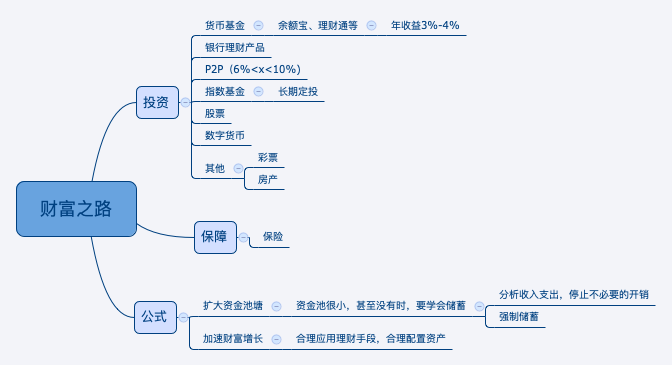 财富之路
投资
货币基金
余额宝、理财通等
年收益3%-4%
银行理财产品
P2P（6%<x<10%）
指数基金
长期定投
股票
数字货币
其他
彩票
房产
保障
保险
公式
扩大资金池塘
资金池很小，甚至没有时，要学会储蓄
分析收入支出，停止不必要的开销
强制储蓄
加速财富增长
合理应用理财手段，合理配置资产